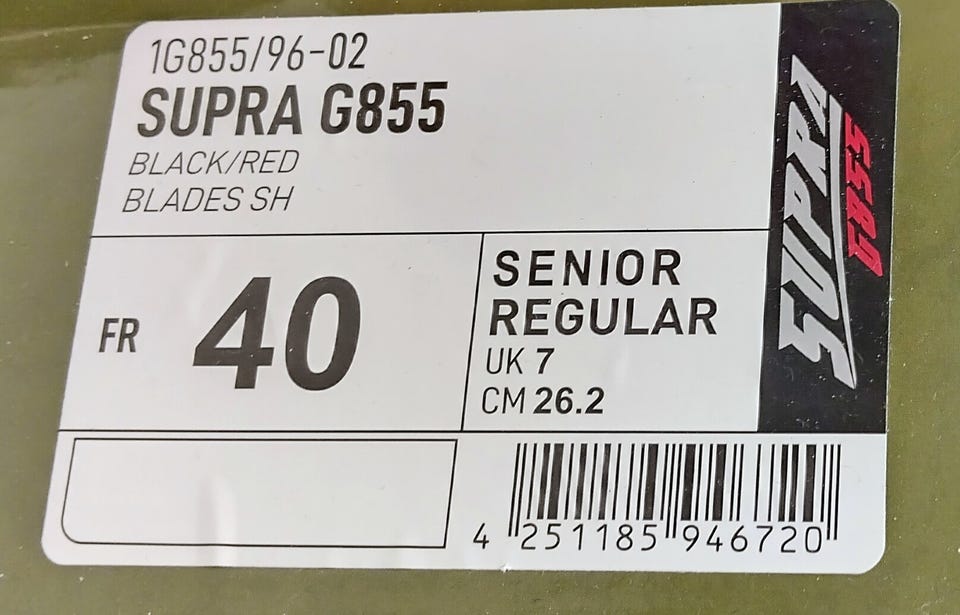 1G855/96-02
SUPRA G855
BLACK/RED
BLADES SH
FR 40
SENIOR
REGULAR
UK 7
CM 26.2
4 251185 946720
SUPRA
G855